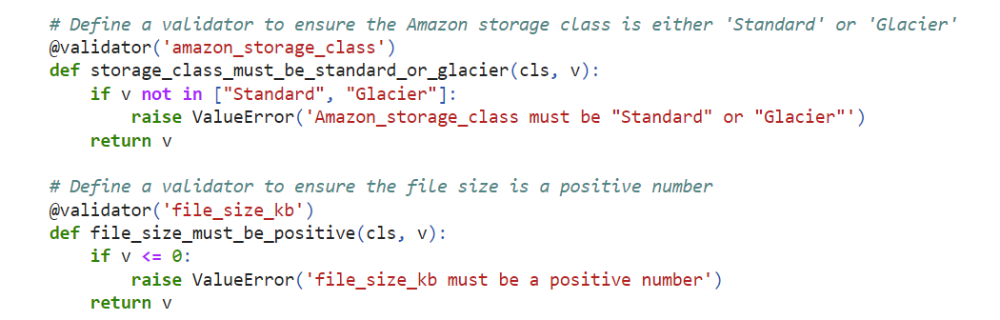 # Define a validator to ensure the Amazon storage class is either 'Standard' or 'Glacier'
@validator('amazon_storage_class')
def storage_class_must_be_standard_or_glacier(cls, v):
    if v not in ["Standard", "Glacier"]:
        raise ValueError('Amazon_storage_class must be "Standard" or "Glacier"')
    return v

# Define a validator to ensure the file size is a positive number
@validator('file_size_kb')
def file_size_must_be_positive(cls, v):
    if v <= 0:
        raise ValueError('file_size_kb must be a positive number')
    return v